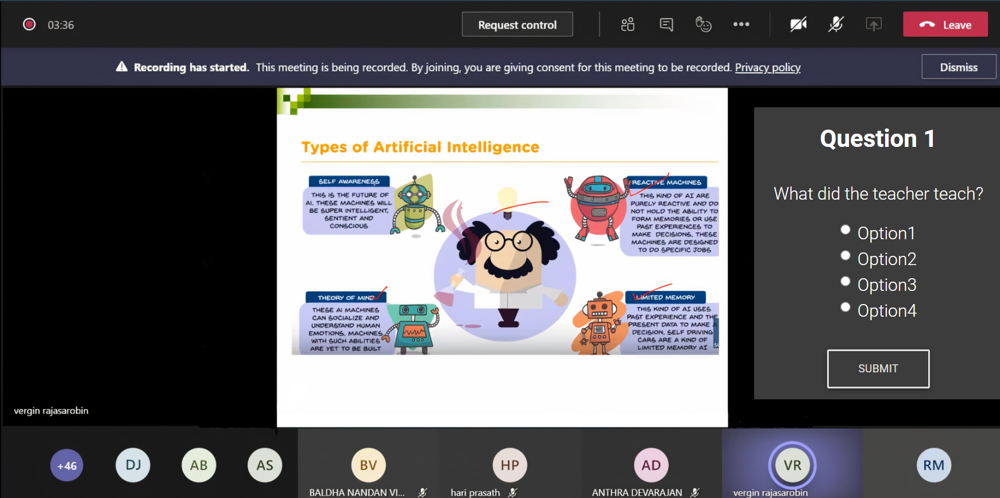 03:36
Request control
Leave
Recording has started. This meeting is being recorded. By joining, you are giving consent for this meeting to be recorded. Privacy policy
Dismiss
Types of Artificial Intelligence
SELF AWARENESS
THIS IS THE FUTURE OF
AI, THESE MACHINES WILL
BE SUPER INTELLIGENT,
SENTIENT AND
CONSCIOUS
REACTIVE MACHINES
THIS KIND OF AI ARE
PURELY REACTIVE AND DO
NOT HOLD THE ABILITY TO
FORM MEMORIES OR USE
PAST EXPERIENCES TO
MAKE DECISIONS. THESE
MACHINES ARE DESIGNED
TO DO SPECIFIC JOBS
THEORY OF MIND
THESE AI MACHINES
CAN SOCIALIZE AND
UNDERSTAND HUMAN
EMOTIONS. MACHINES
WITH SUCH ABILITIES
ARE YET TO BE BUILT
LIMITED MEMORY
THIS KIND OF AI USES
PAST EXPERIENCE AND THE
PRESENT DATA TO MAKE A
DECISION. SELF DRIVING
CARS ARE A KIND OF
LIMITED MEMORY AI
Question 1
What did the teacher teach?
Option1
Option2
Option3
Option4
SUBMIT
vergin rajasarobin
+46
DJ
AB
AS
BV
BALDHA NANDAN VI...
HP
hari prasath
AD
ANTHRA DEVARAJAN
VR
vergin rajasarobin
RM